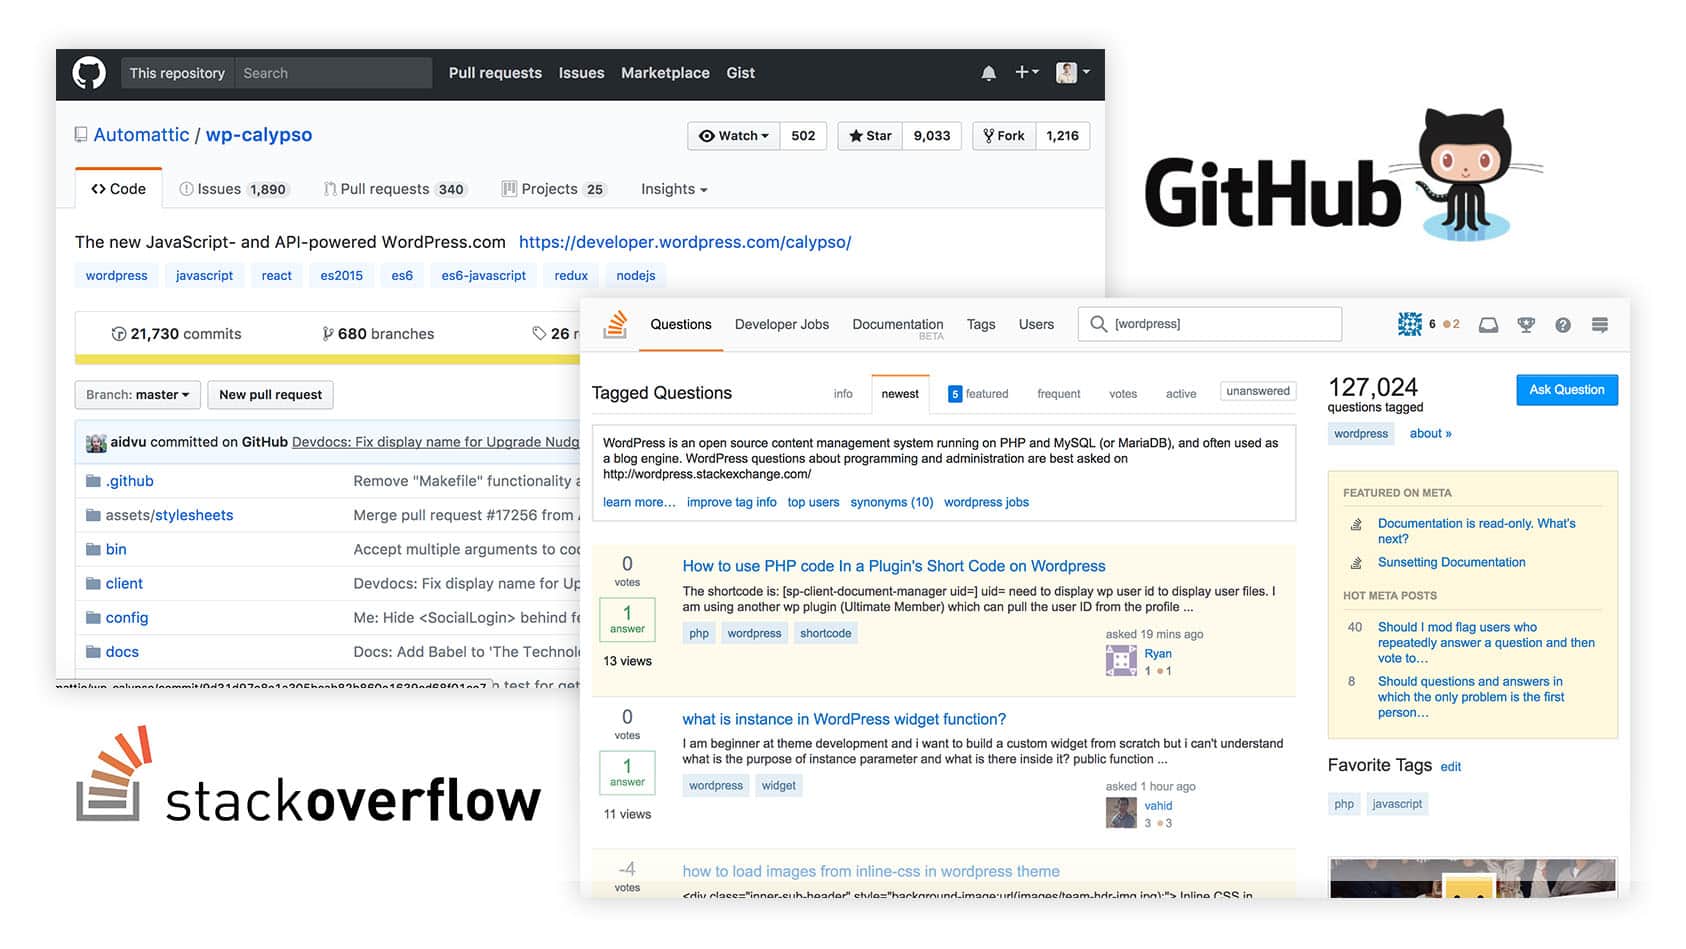 This repository Search Pull requests Issues Marketplace Gist
Automattic / wp-calypso
Watch 502 Star 9,033 Fork 1,216
Code Issues 1,890 Pull requests 340 Projects 25 Insights
The new JavaScript- and API-powered WordPress.com https://developer.wordpress.com/calypso/
wordpress javascript react es2015 es6 es6-javascript redux nodejs
21,730 commits 680 branches 26
Branch: master New pull request
aidvu committed on GitHub Devdocs: Fix display name for Upgrade Nudg
.github Remove "Makefile" functionality
assets/stylesheets Merge pull request #17256 from
bin Accept multiple arguments to
client Devdocs: Fix display name for
config Me: Hide <SocialLogin> behind
docs Docs: Add Babel to 'The
test for
GitHub
stackoverflow
Questions Developer Jobs Documentation Tags Users [wordpress] 6 2
BETA
Tagged Questions info newest 5 featured frequent votes active unanswered
WordPress is an open source content management system running on PHP and MySQL (or MariaDB), and often used as
a blog engine. WordPress questions about programming and administration are best asked on
http://wordpress.stackexchange.com/
learn more… improve tag info top users synonyms (10) wordpress jobs
0
votes
1
answer
13 views
How to use PHP code In a Plugin's Short Code on Wordpress
The shortcode is: [sp-client-document-manager uid=] uid= need to display wp user id to display user files. I
am using another wp plugin (Ultimate Member) which can pull the user ID from the profile ...
php wordpress shortcode
asked 19 mins ago
Ryan
1 1
0
votes
1
answer
11 views
what is instance in WordPress widget function?
I am beginner at theme development and i want to build a custom widget from scratch but i can't understand
what is the purpose of instance parameter and what is there inside it? public function ...
wordpress widget
asked 1 hour ago
vahid
3 3
-4
votes
how to load images from inline-css in wordpress theme
<div class="inner-sub-header" style="background-image:url(images/team-hdr-img.jpg);"> Inline CSS in
127,024
questions tagged
Ask Question
wordpress about »
FEATURED ON META
Documentation is read-only. What's
next?
Sunsetting Documentation
HOT META POSTS
40 Should I mod flag users who
repeatedly answer a question and then
vote to…
8 Should questions and answers in
which the only problem is the first
person…
Favorite Tags edit
php javascript